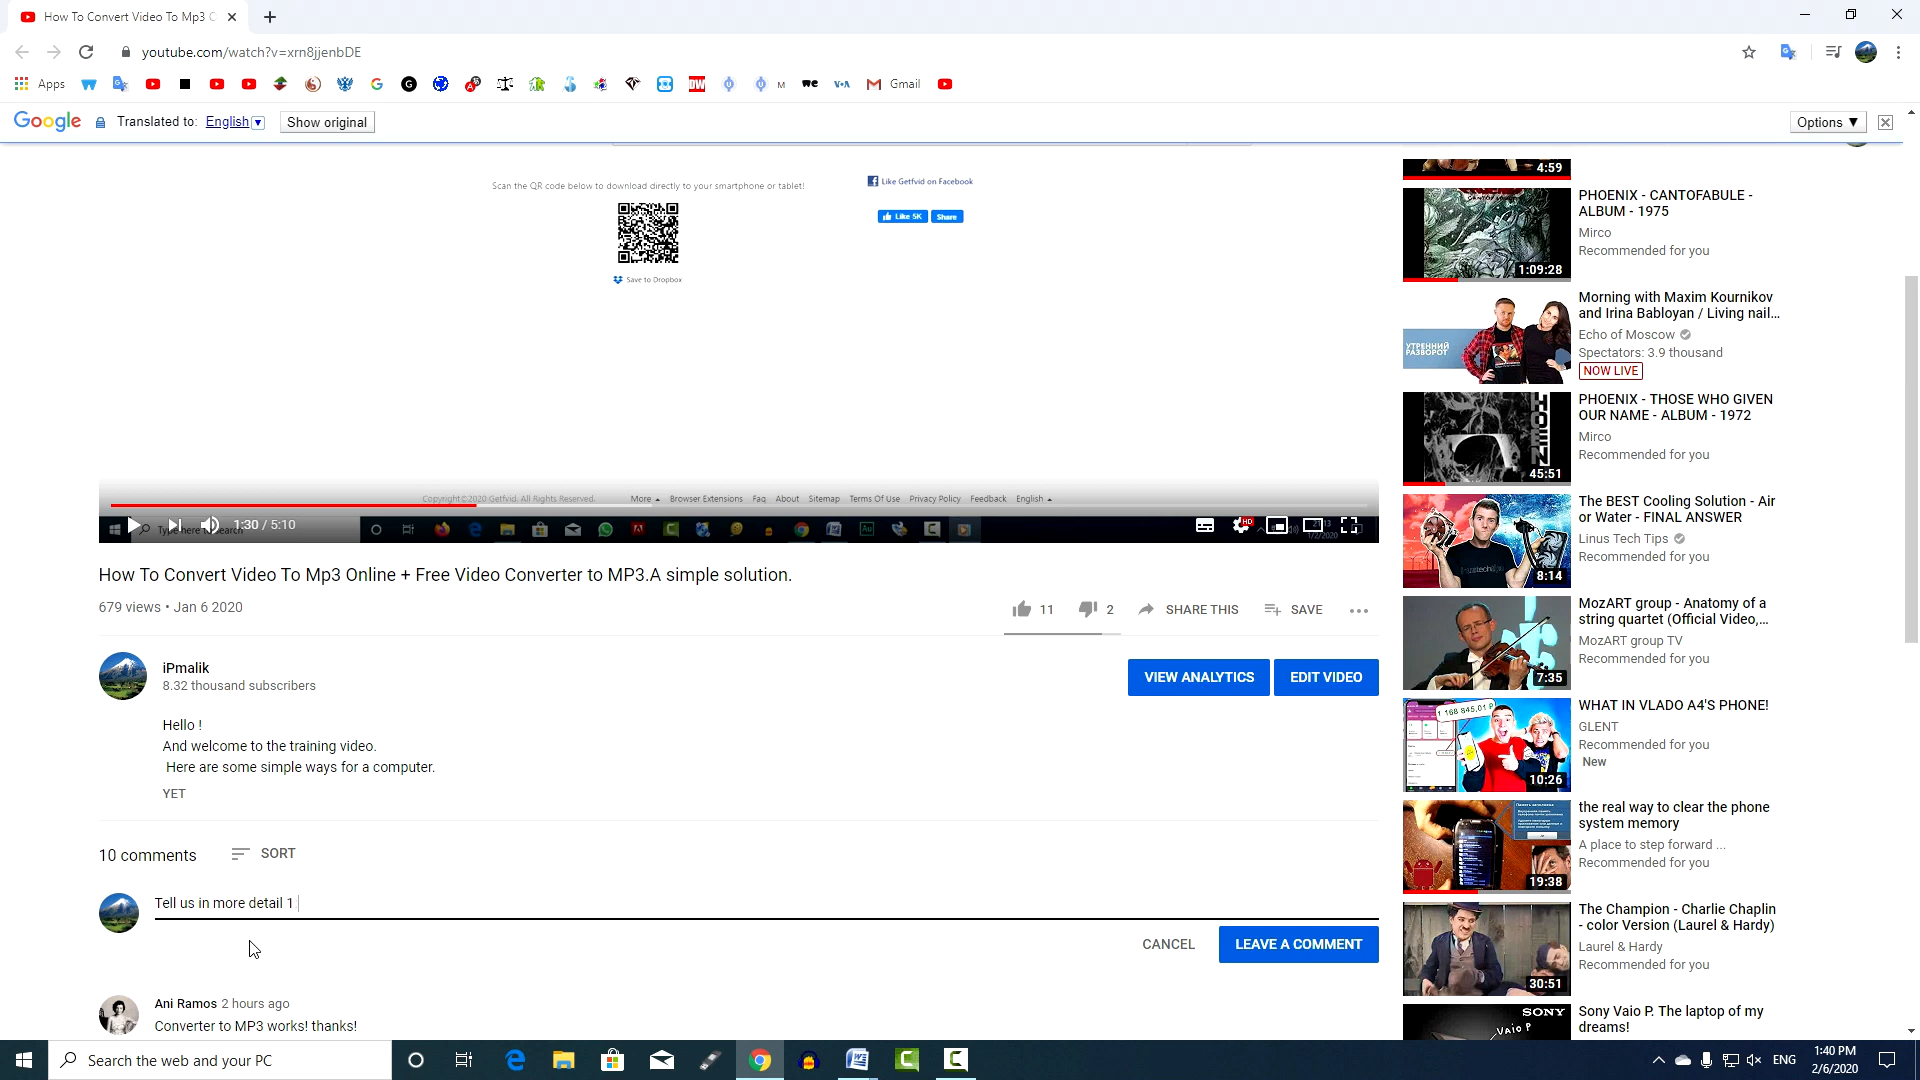 How To Convert Video To Mp3 C
youtube.com/watch?v=xrn8jjenbDE
Apps
M
Gmail
Google
Translated to: English
Show original
Options ▼
Scan the QR code below to download directly to your smartphone or tablet!
Like Getfvid on Facebook
Like 5K
Share
Save to Dropbox
Copyright©2020 Getfvid. All Rights Reserved.
More
Browser Extensions
Faq
About
Sitemap
Terms Of Use
Privacy Policy
Feedback
English
1:30 / 5:10
HD
1/2/2020
How To Convert Video To Mp3 Online + Free Video Converter to MP3.A simple solution.
679 views • Jan 6 2020
11
2
SHARE THIS
SAVE
iPmalik
8.32 thousand subscribers
VIEW ANALYTICS
EDIT VIDEO
Hello !
And welcome to the training video.
Here are some simple ways for a computer.
YET
10 comments
SORT
Tell us in more detail 1
CANCEL
LEAVE A COMMENT
Ani Ramos 2 hours ago
Converter to MP3 works! thanks!
4:59
PHOENIX - CANTOFABULE -
ALBUM - 1975
Mirco
Recommended for you
1:09:28
Morning with Maxim Kournikov
and Irina Babloyan / Living nail...
Echo of Moscow
Spectators: 3.9 thousand
NOW LIVE
УТРЕННИЙ
РАЗВОРОТ
PHOENIX - THOSE WHO GIVEN
OUR NAME - ALBUM - 1972
Mirco
Recommended for you
45:51
The BEST Cooling Solution - Air
or Water - FINAL ANSWER
Linus Tech Tips
Recommended for you
8:14
MozART group - Anatomy of a
string quartet (Official Video,...
MozART group TV
Recommended for you
7:35
WHAT IN VLADO A4'S PHONE!
GLENT
Recommended for you
New
1 168 845,01 ₽
10:26
the real way to clear the phone
system memory
A place to step forward ...
Recommended for you
19:38
The Champion - Charlie Chaplin
- color Version (Laurel & Hardy)
Laurel & Hardy
Recommended for you
30:51
Sony Vaio P. The laptop of my
dreams!
SONY
VAIO P
Search the web and your PC
ENG
1:40 PM
2/6/2020